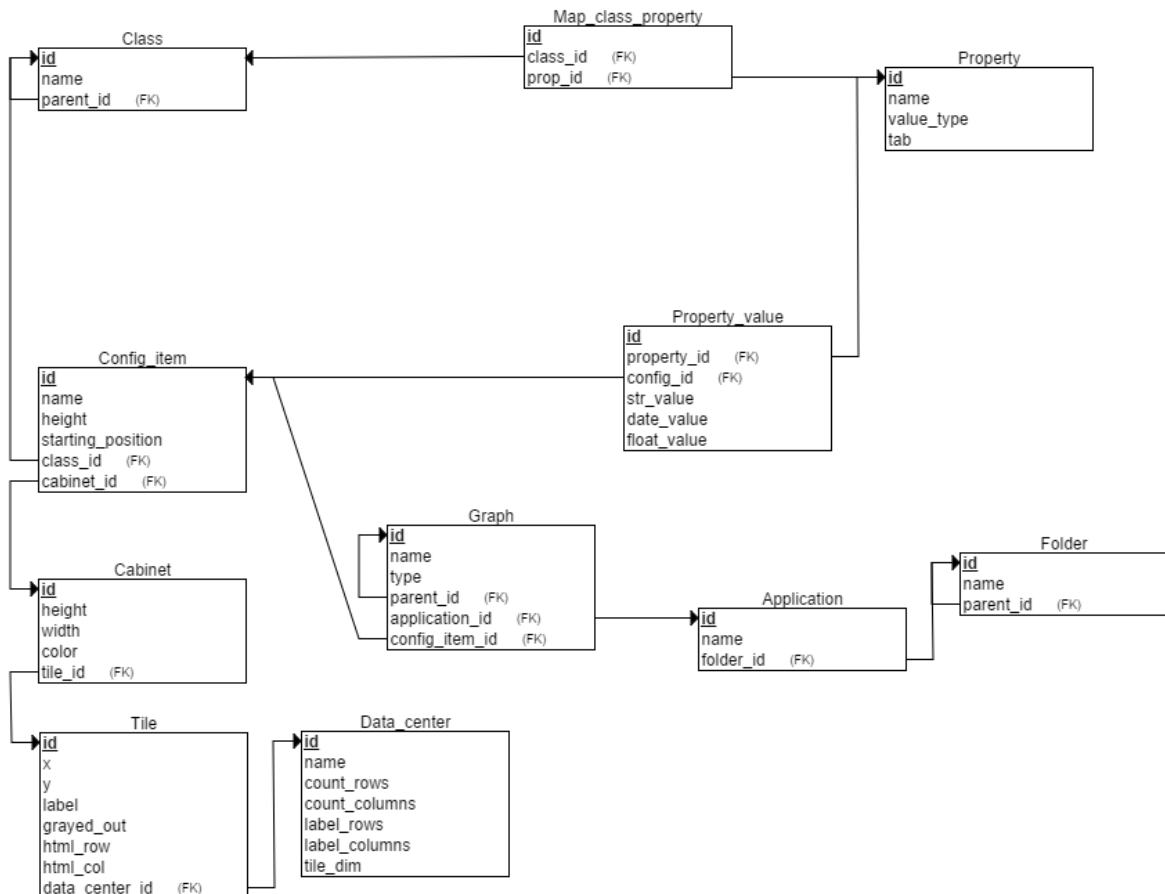 Map_class_property
id
class_id (FK)
prop_id (FK)
Class
id
name
parent_id (FK)
Property
id
name
value_type
tab
Property_value
id
property_id (FK)
config_id (FK)
str_value
date_value
float_value
Config_item
id
name
height
starting_position
class_id (FK)
cabinet_id (FK)
Graph
id
name
type
parent_id (FK)
application_id (FK)
config_item_id (FK)
Folder
id
name
parent_id (FK)
Application
id
name
folder_id (FK)
Cabinet
id
height
width
color
tile_id (FK)
Tile
id
x
y
label
grayed_out
html_row
html_col
data_center_id (FK)
Data_center
id
name
count_rows
count_columns
label_rows
label_columns
tile_dim